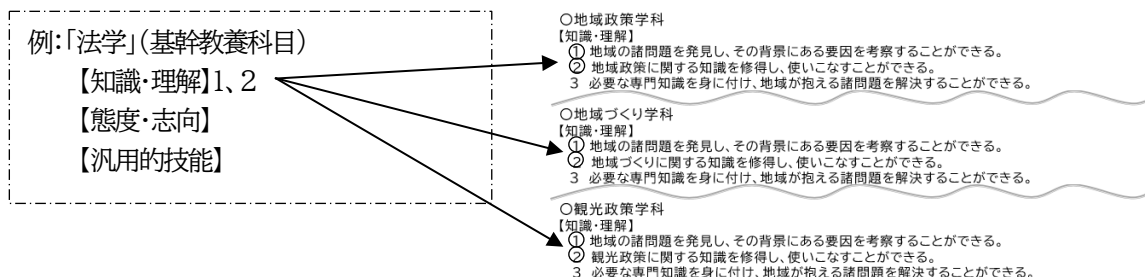 例:「法学」(基幹教養科目)
【知識・理解】1、2
【態度・志向】
【汎用的技能】
○地域政策学科
【知識・理解】
① 地域の諸問題を発見し、その背景にある要因を考察することができる。
② 地域政策に関する知識を修得し、使いこなすことができる。
3 必要な専門知識を身に付け、地域が抱える諸問題を解決することができる。
○地域づくり学科
【知識・理解】
① 地域の諸問題を発見し、その背景にある要因を考察することができる。
② 地域づくりに関する知識を修得し、使いこなすことができる。
3 必要な専門知識を身に付け、地域が抱える諸問題を解決することができる。
○観光政策学科
【知識・理解】
① 地域の諸問題を発見し、その背景にある要因を考察することができる。
② 観光政策に関する知識を修得し、使いこなすことができる。
3 必要な専門知識を身に付け、地域が抱える諸問題を解決することができる。